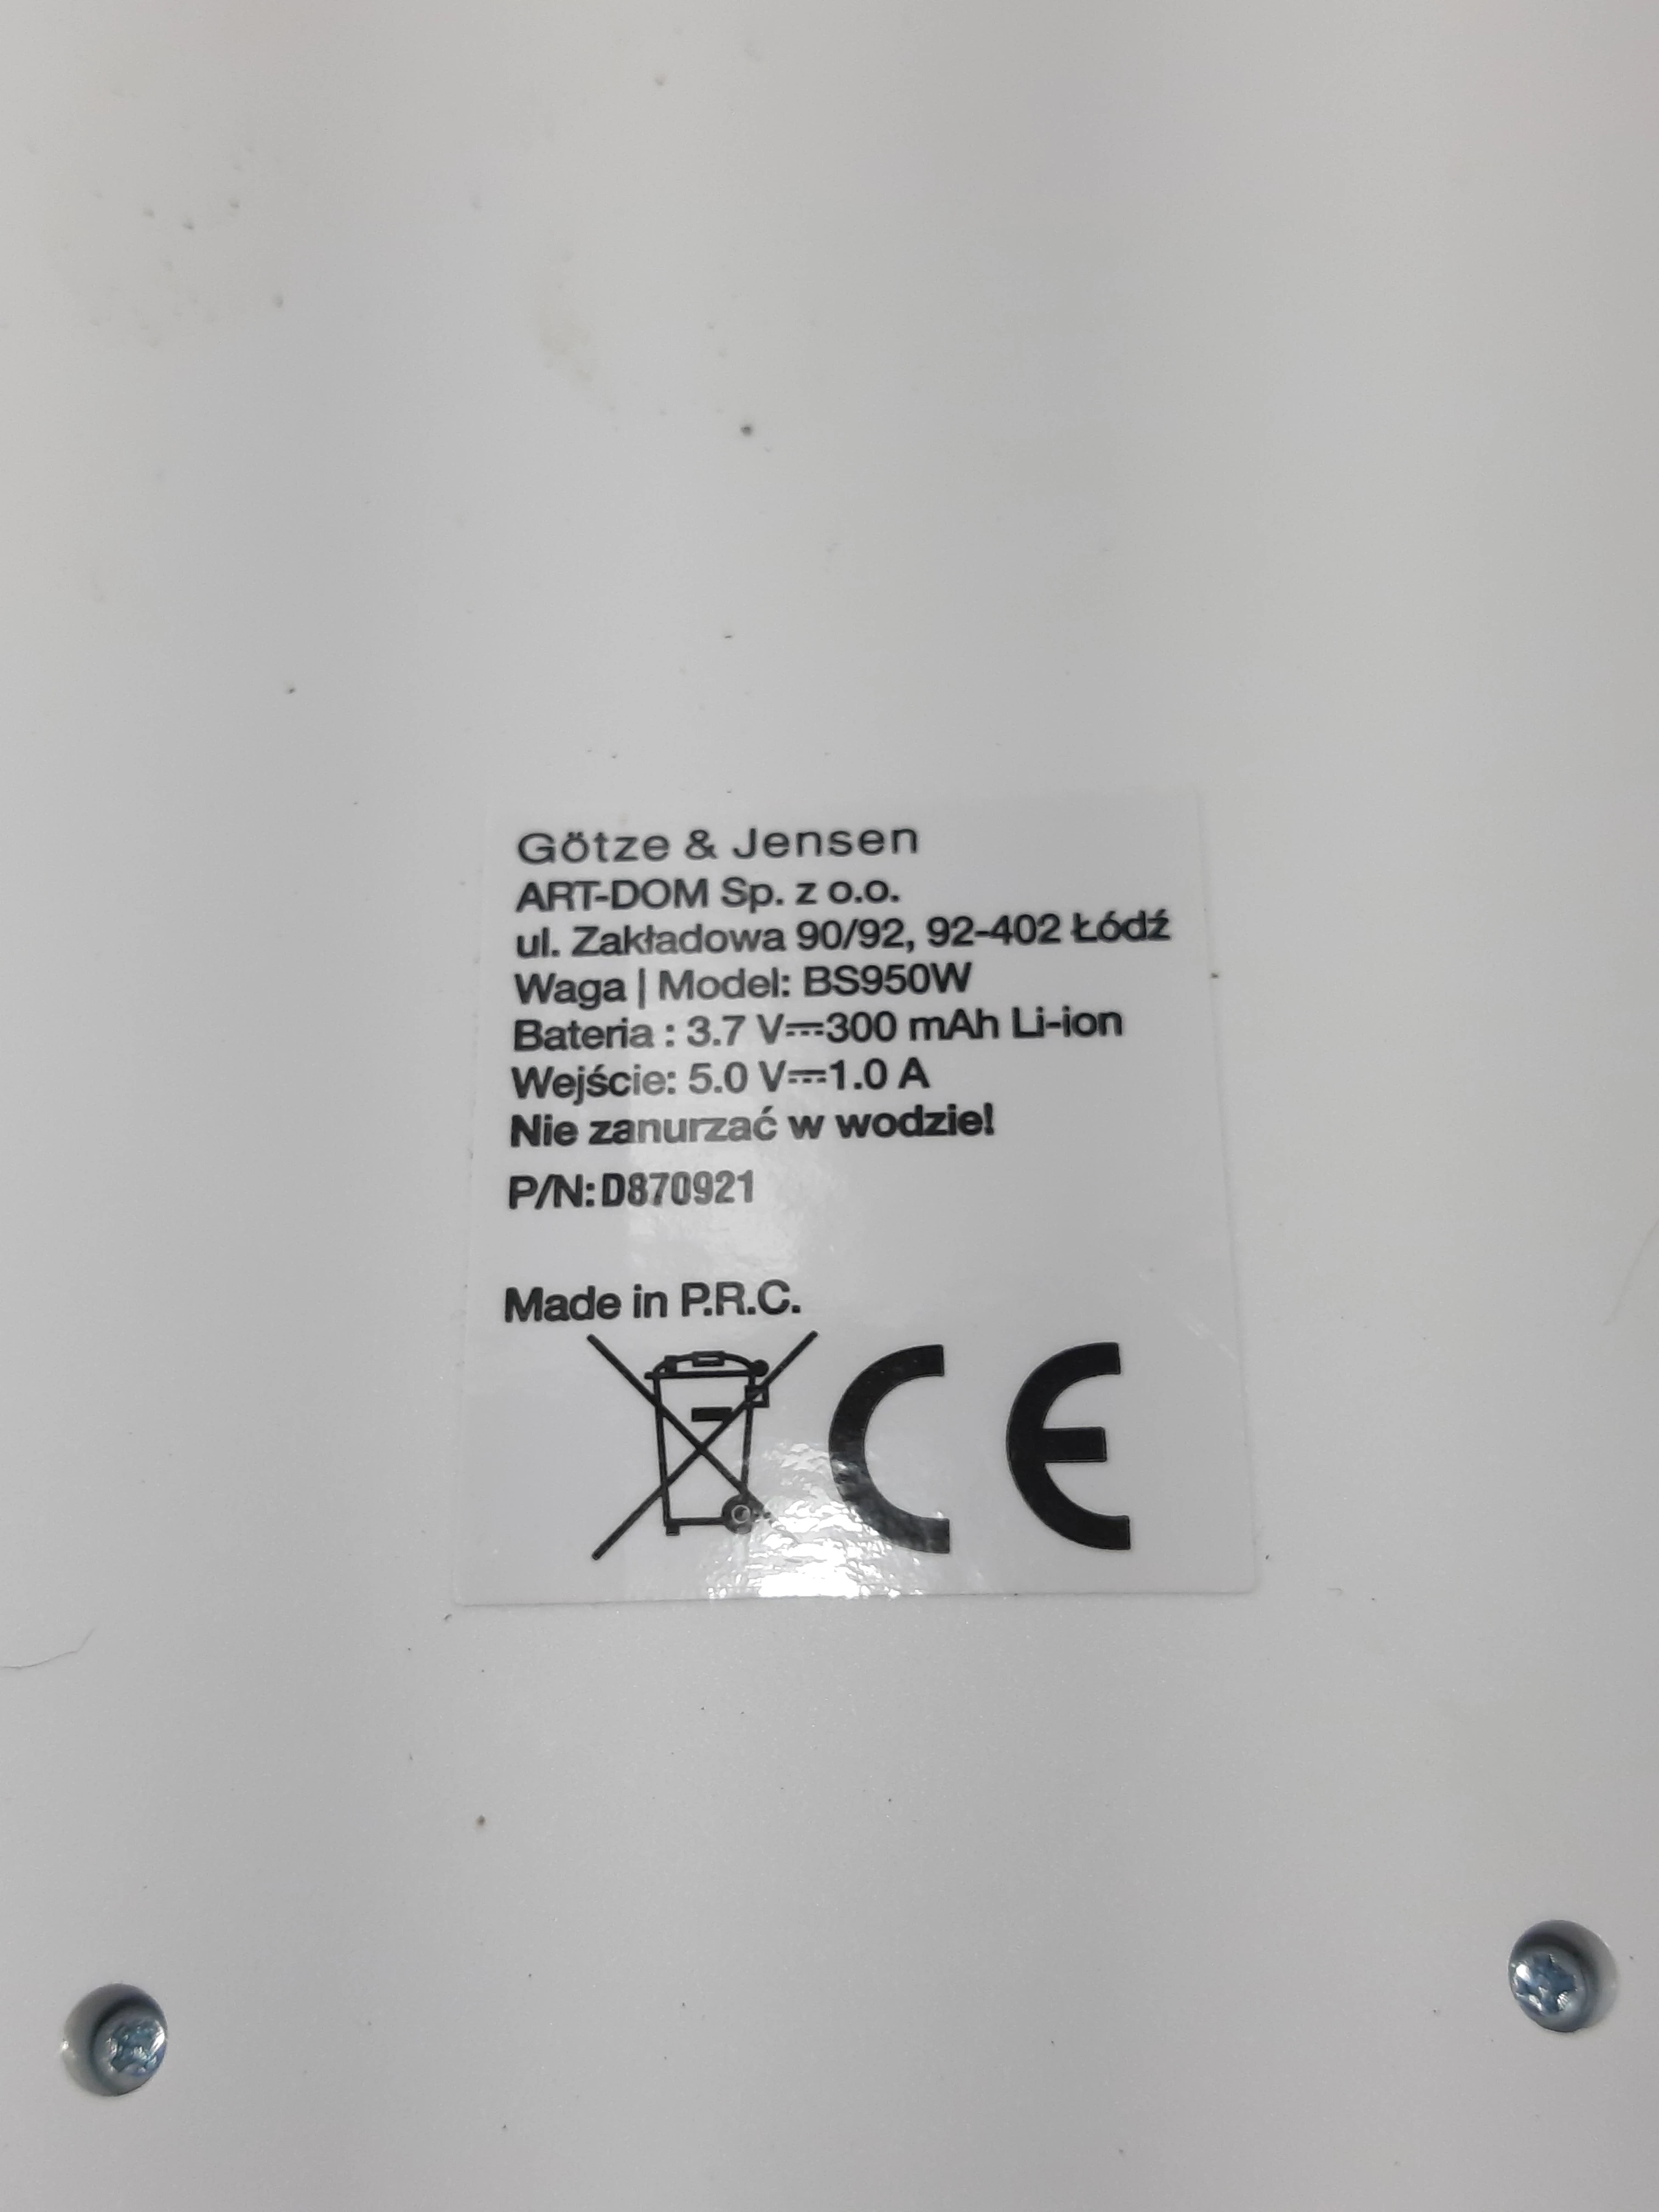 Götze & Jensen
ART-DOM Sp. z o.o.
ul. Zakładowa 90/92, 92-402 Łódź
Waga | Model: BS950W
Bateria : 3.7 V⎓300 mAh Li-ion
Wejście: 5.0 V⎓1.0 A
Nie zanurzać w wodzie!
P/N:D870921
Made in P.R.C.
CE